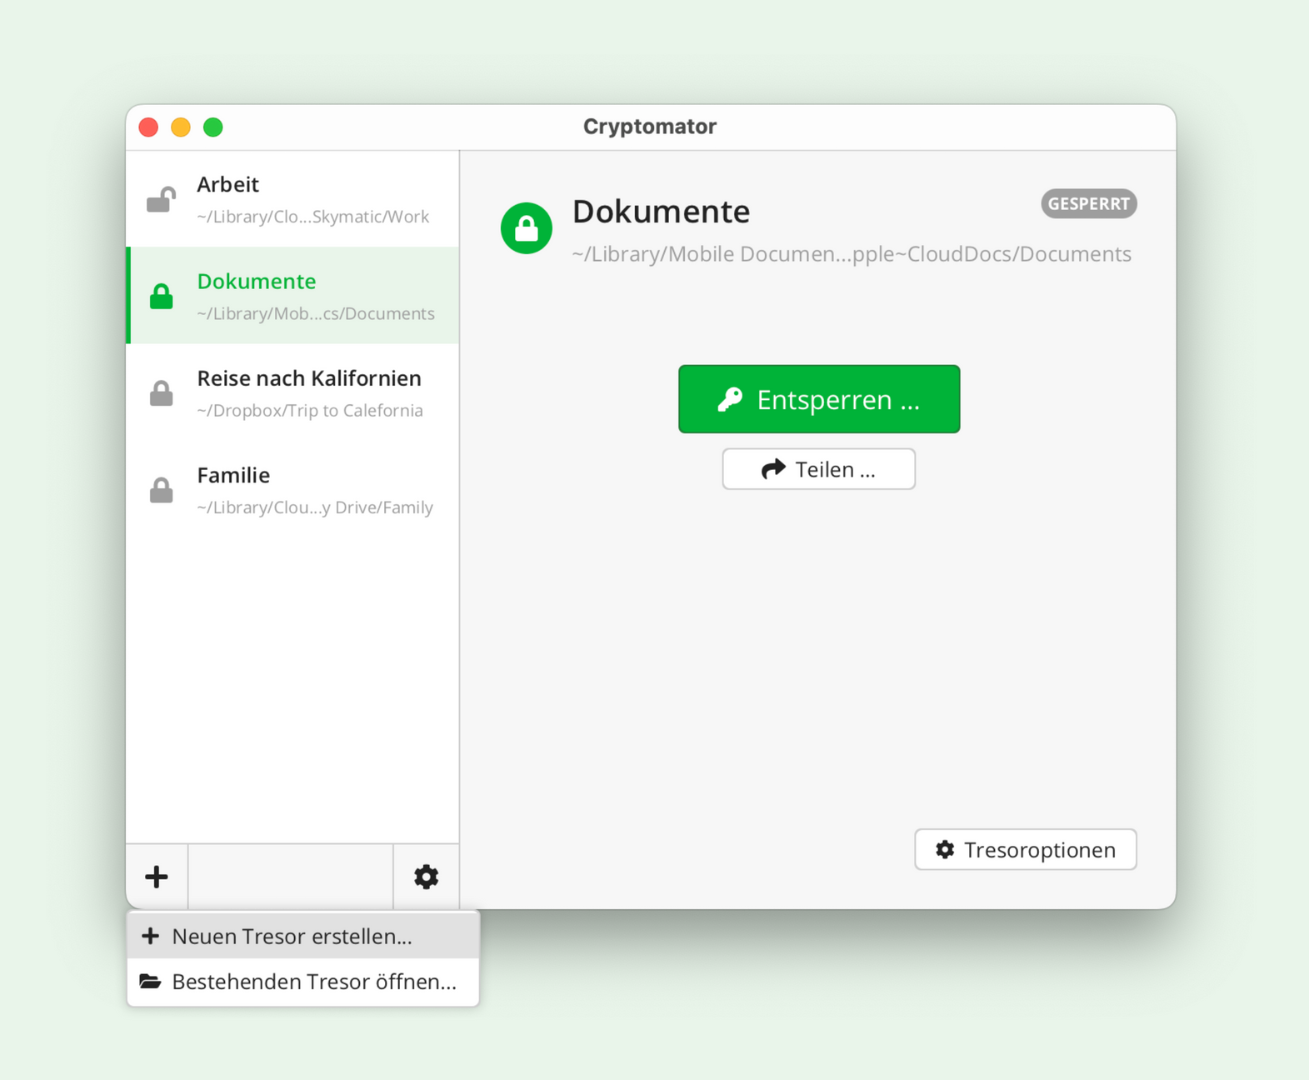 Cryptomator
Arbeit
~/Library/Clo...Skymatic/Work
Dokumente
~/Library/Mob...cs/Documents
Reise nach Kalifornien
~/Dropbox/Trip to Calefornia
Familie
~/Library/Clou...y Drive/Family
Dokumente
GESPERRT
~/Library/Mobile Documen...pple~CloudDocs/Documents
Entsperren ...
Teilen ...
Tresoroptionen
Neuen Tresor erstellen...
Bestehenden Tresor öffnen...